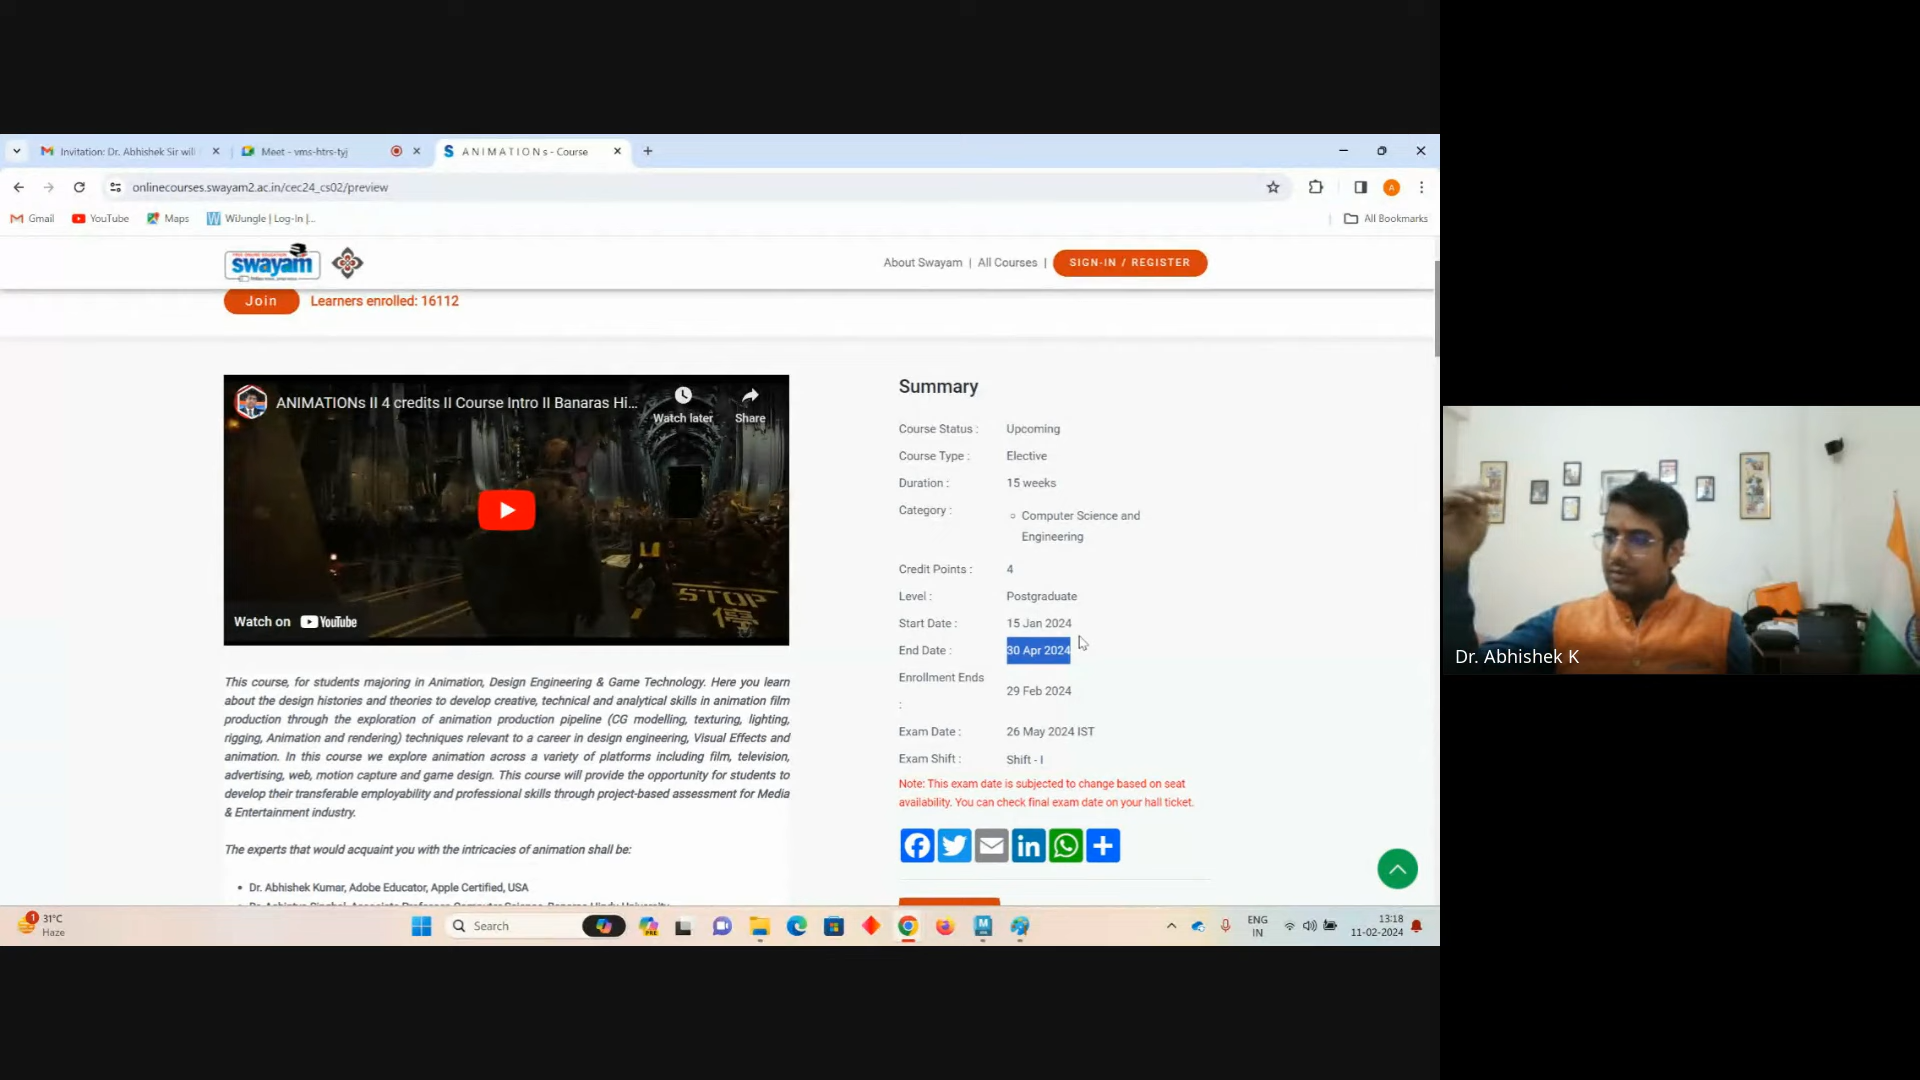 Invitation: Dr. Abhishek Sir will
Meet - vms-htrs-tyj
A N I M A T I O N s - Course
onlinecourses.swayam2.ac.in/cec24_cs02/preview
A
Gmail
YouTube
Maps
WiJungle | Log-In |...
All Bookmarks
swayam
About Swayam | All Courses |
SIGN-IN / REGISTER
Join
Learners enrolled: 16112
ANIMATIONs II 4 credits II Course Intro II Banaras Hi...
Watch later
Share
STOP
停
Watch on YouTube
This course, for students majoring in Animation, Design Engineering & Game Technology. Here you learn
about the design histories and theories to develop creative, technical and analytical skills in animation film
production through the exploration of animation production pipeline (CG modelling, texturing, lighting,
rigging, Animation and rendering) techniques relevant to a career in design engineering, Visual Effects and
animation. In this course we explore animation across a variety of platforms including film, television,
advertising, web, motion capture and game design. This course will provide the opportunity for students to
develop their transferable employability and professional skills through project-based assessment for Media
& Entertainment industry.
The experts that would acquaint you with the intricacies of animation shall be:
• Dr. Abhishek Kumar, Adobe Educator, Apple Certified, USA
Summary
Course Status : Upcoming
Course Type : Elective
Duration : 15 weeks
Category :
Computer Science and
Engineering
Credit Points : 4
Level : Postgraduate
Start Date : 15 Jan 2024
End Date : 30 Apr 2024
Enrollment Ends
: 29 Feb 2024
Exam Date : 26 May 2024 IST
Exam Shift : Shift - I
Note: This exam date is subjected to change based on seat
availability. You can check final exam date on your hall ticket.
Dr. Abhishek K
1
31°C
Haze
Search
PRE
ENG
IN
13:18
11-02-2024